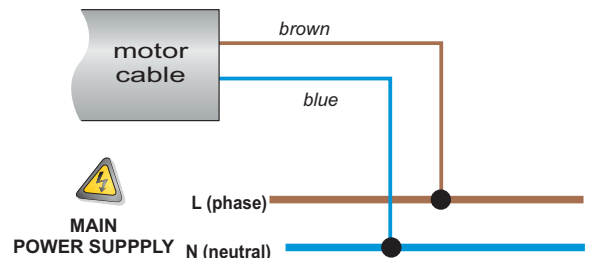 brown
motor
cable
blue
L (phase)
MAIN
POWER SUPPPLY
N (neutral)